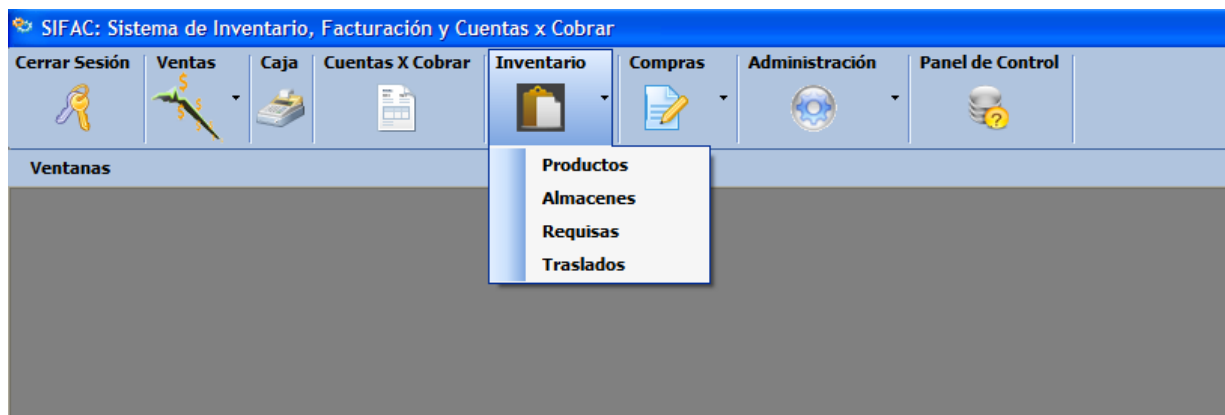 SIFAC: Sistema de Inventario, Facturación y Cuentas x Cobrar
Cerrar Sesión Ventas Caja Cuentas X Cobrar Inventario Compras Administración Panel de Control
Ventanas
Productos
Almacenes
Requisas
Traslados